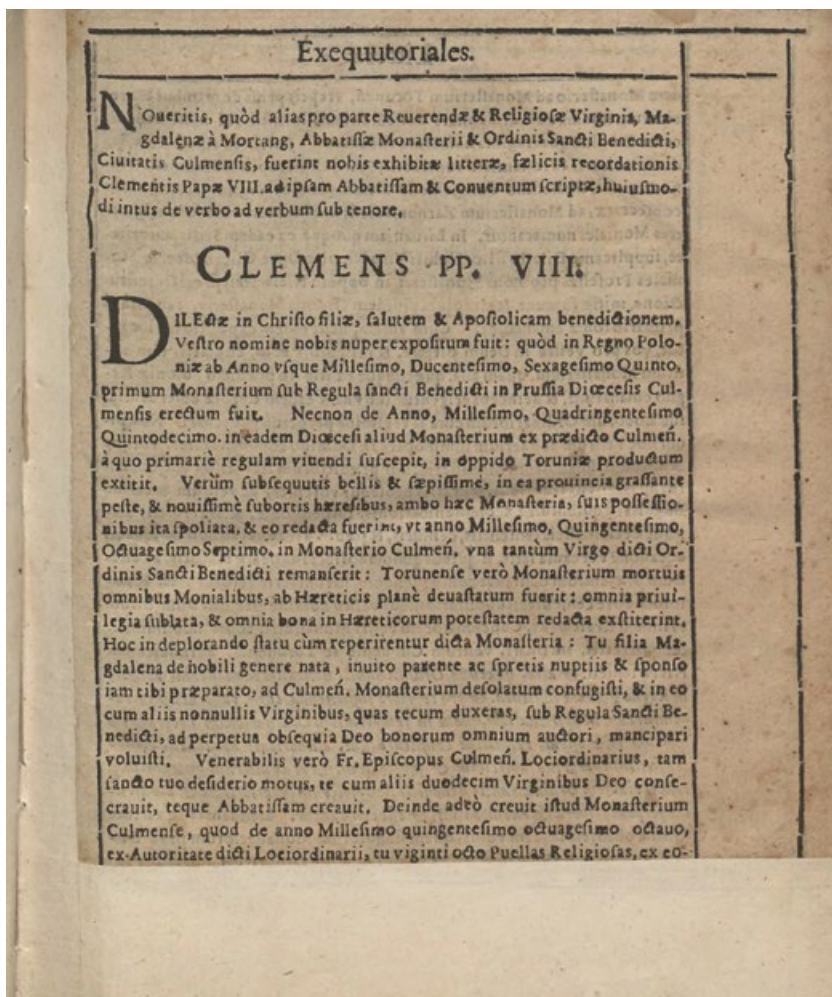 Exequutoriales.
NOueritis, quòd alias pro parte Reuerendæ & Religiosæ Virginis, Ma-
gdalenæ à Mortang, Abbatissæ Monasterii & Ordinis Sancti Benedicti,
Ciuitatis Culmensis, fuerint nobis exhibitæ litteræ, fælicis recordationis
Clementis Papæ VIII. ad ipsam Abbatissam & Conuentum scriptæ, huiusmo-
di intus de verbo ad verbum sub tenore.
CLEMENS PP. VIII.
DILEctæ in Christo filiæ, salutem & Apostolicam benedictionem.
Vestro nomine nobis nuper expositum fuit: quòd in Regno Polo-
niæ ab Anno vsque Millesimo, Ducentesimo, Sexagesimo Quinto,
primum Monasterium sub Regula sancti Benedicti in Prussia Diœcesis Cul-
mensis erectum fuit. Necnon de Anno, Millesimo, Quadringentesimo
Quintodecimo. in eadem Diœcesi aliud Monasterium ex prædicto Culmeń.
à quo primariè regulam viuendi suscepit, in oppido Toruniæ productum
extitit. Verùm subsequutis bellis & sæpissimè, in ea prouincia grassante
peste, & nouissimè subortis hæresibus, ambo hæc Monasteria, suis possessio-
nibus ita spoliata, & eo redacta fuerint, vt anno Millesimo, Quingentesimo,
Octuagesimo Septimo. in Monasterio Culmeń. vna tantùm Virgo dicti Or-
dinis Sancti Benedicti remanserit: Torunense verò Monasterium mortuis
omnibus Monialibus, ab Hæreticis planè deuastatum fuerit: omnia priui-
legia sublata, & omnia bona in Hæreticorum potestatem redacta exstiterint.
Hoc in deplorando statu cùm reperirentur dicta Monasteria: Tu filia Ma-
gdalena de nobili genere nata, inuito parente ac spretis nuptiis & sponso
iam tibi præparato, ad Culmeń. Monasterium desolatum confugisti, & in eo
cum aliis nonnullis Virginibus, quas tecum duxeras, sub Regula Sancti Be-
nedicti, ad perpetua obsequia Deo bonorum omnium auctori, mancipari
voluisti. Venerabilis verò Fr. Episcopus Culmeń. Lociordinarius, tam
sancto tuo desiderio motus, te cum aliis duodecim Virginibus Deo conse-
crauit, teque Abbatissam creauit. Deinde adeò creuit istud Monasterium
Culmense, quod de anno Millesimo quingentesimo octuagesimo octauo,
ex Autoritate dicti Lociordinarii, tu viginti octo Puellas Religiosas, ex eo-